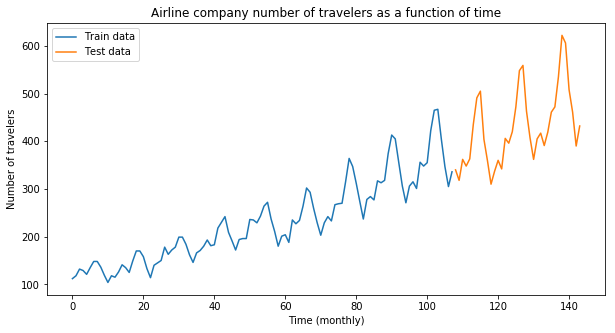 Airline company number of travelers as a function of time
Train data
Test data
600
500
400
300
200
100
Number of travelers
0
20
40
60
80
100
120
140
Time (monthly)